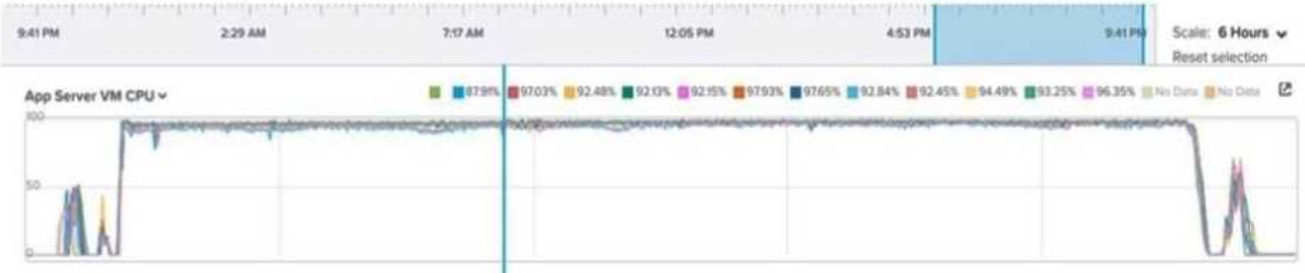 9:41 PM 2:29 AM 7:17 AM 12:05 PM 4:53 PM 9:41 PM Scale: 6 Hours
Reset selection
App Server VM CPU 87.91% 97.03% 92.48% 92.13% 92.15% 97.93% 97.65% 92.84% 92.45% 94.49% 93.25% 96.35% No Data No Data
100
50
0